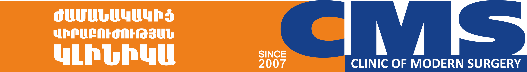 ԺԱՄԱՆԱԿԱԿԻՑ
ՎԻՐԱԲՈՒԺՈՒԹՅԱՆ
ԿԼԻՆԻԿԱ
SINCE
2007
CMS
CLINIC OF MODERN SURGERY